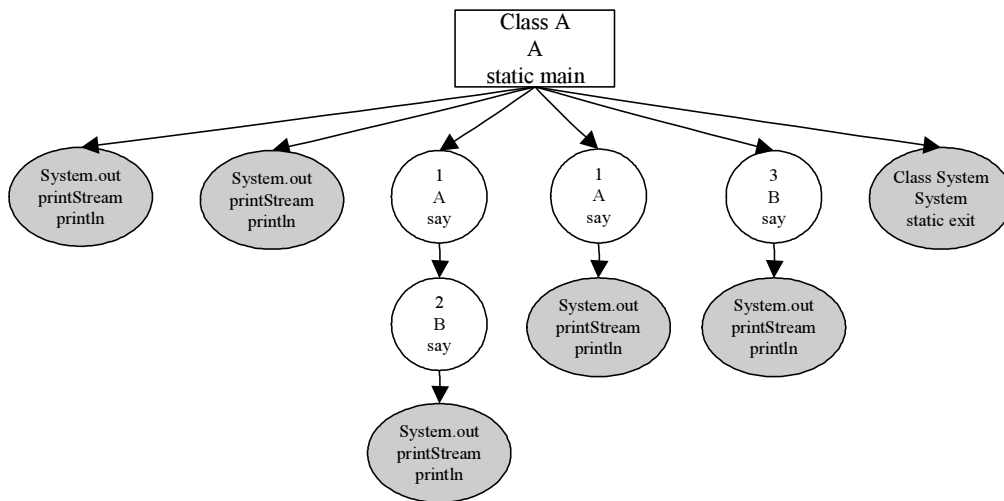 Class A
A
static main
System.out
printStream
println
System.out
printStream
println
1
A
say
1
A
say
3
B
say
Class System
System
static exit
2
B
say
System.out
printStream
println
System.out
printStream
println
System.out
printStream
println